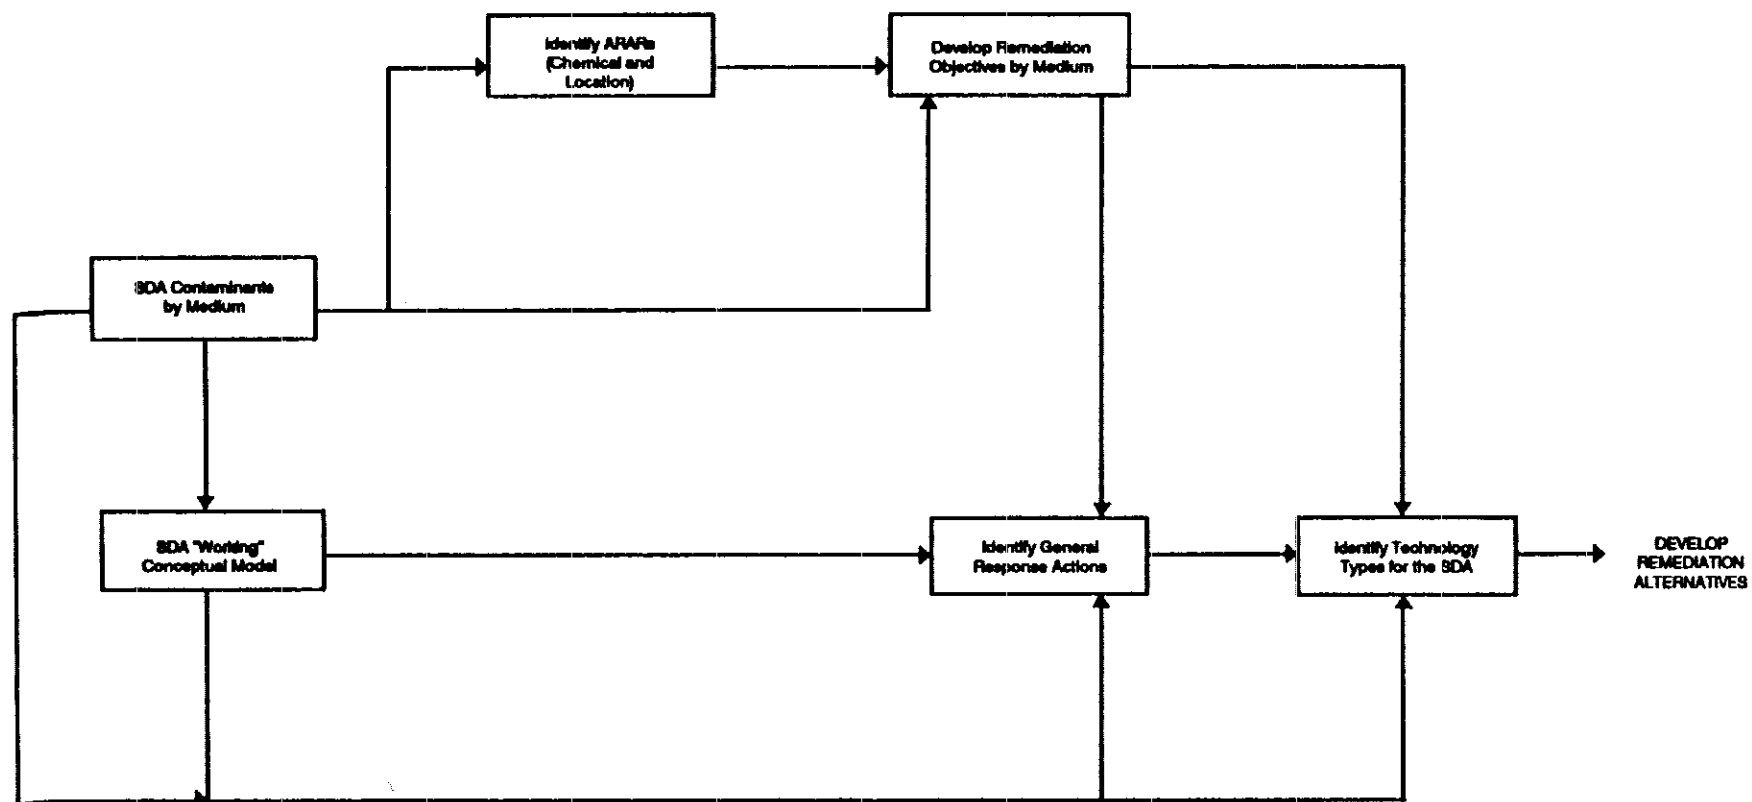 Identify ARARs
(Chemical and
Location)
Develop Remediation
Objectives by Medium
SDA Contaminants
by Medium
SDA "Working"
Conceptual Model
Identify General
Response Actions
Identify Technology
Types for the SDA
DEVELOP
REMEDIATION
ALTERNATIVES